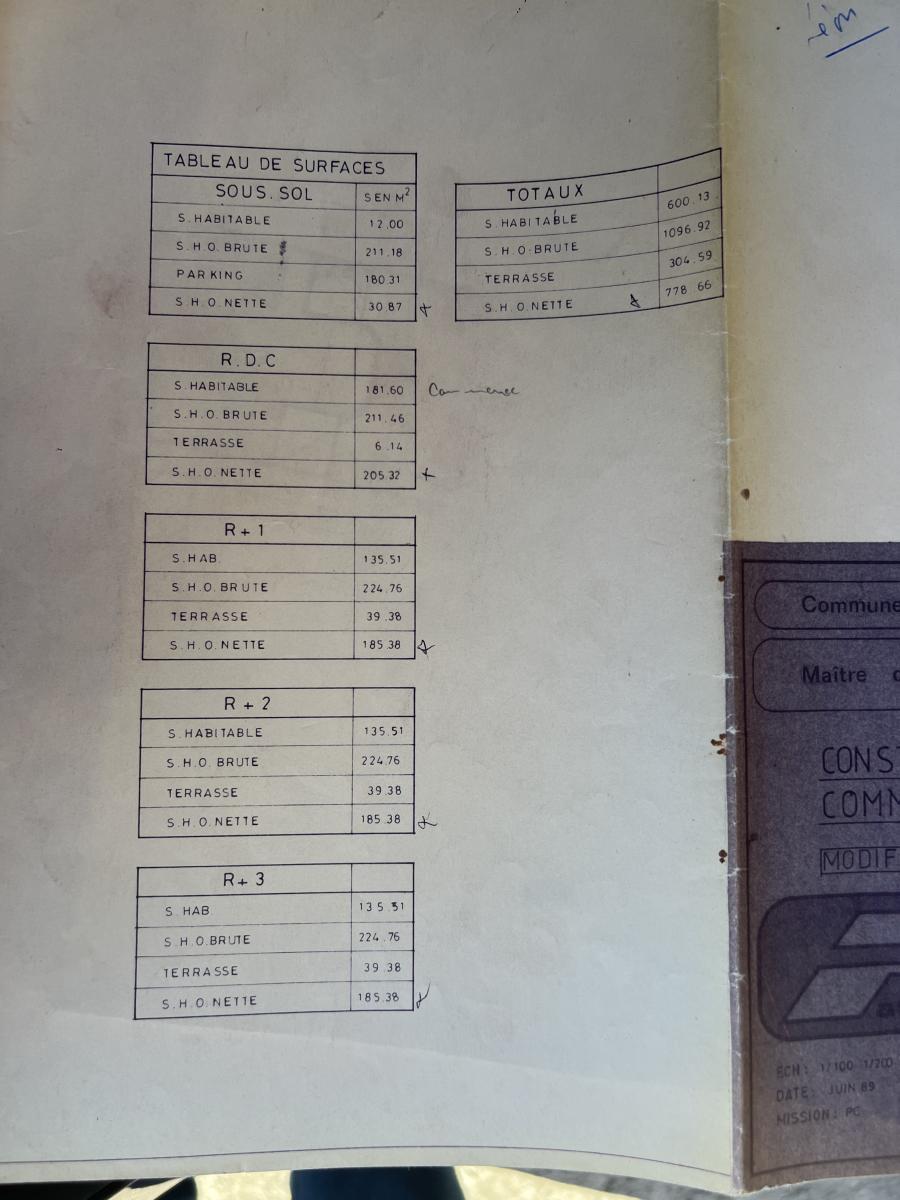 TABLEAU DE SURFACES
SOUS.SOL S EN M²
S.HABITABLE 12.00
S.H.O.BRUTE 211.18
PARKING 180.31
S.H.O.NETTE 30.87
TOTAUX
S.HABITABLE 600.13
S.H.O.BRUTE 1096.92
TERRASSE 304.59
S.H.O.NETTE 778.66
R.D.C
S.HABITABLE 181.60 Commerce
S.H.O.BRUTE 211.46
TERRASSE 6.14
S.H.O.NETTE 205.32
R+1
S.HAB. 135.51
S.H.O.BRUTE 224.76
TERRASSE 39.38
S.H.O.NETTE 185.38
R+2
S.HABITABLE 135.51
S.H.O.BRUTE 224.76
TERRASSE 39.38
S.H.O.NETTE 185.38
R+3
S.HAB 135.51
S.H.O.BRUTE 224.76
TERRASSE 39.38
S.H.O.NETTE 185.38
Commune
Maître
CONST
COMM
MODIF
ECH: 1/100 1/200
DATE: JUIN 89
MISSION: PC